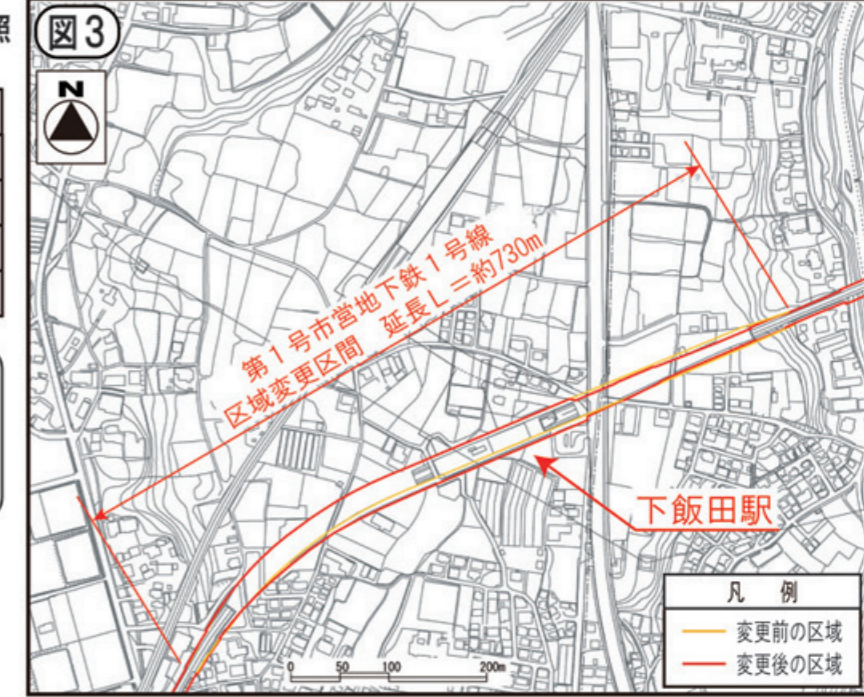 照
図3
N
第1号市営地下鉄1号線
区域変更区間 延長L=約730m
下飯田駅
凡 例
変更前の区域
変更後の区域
0 50 100 200m